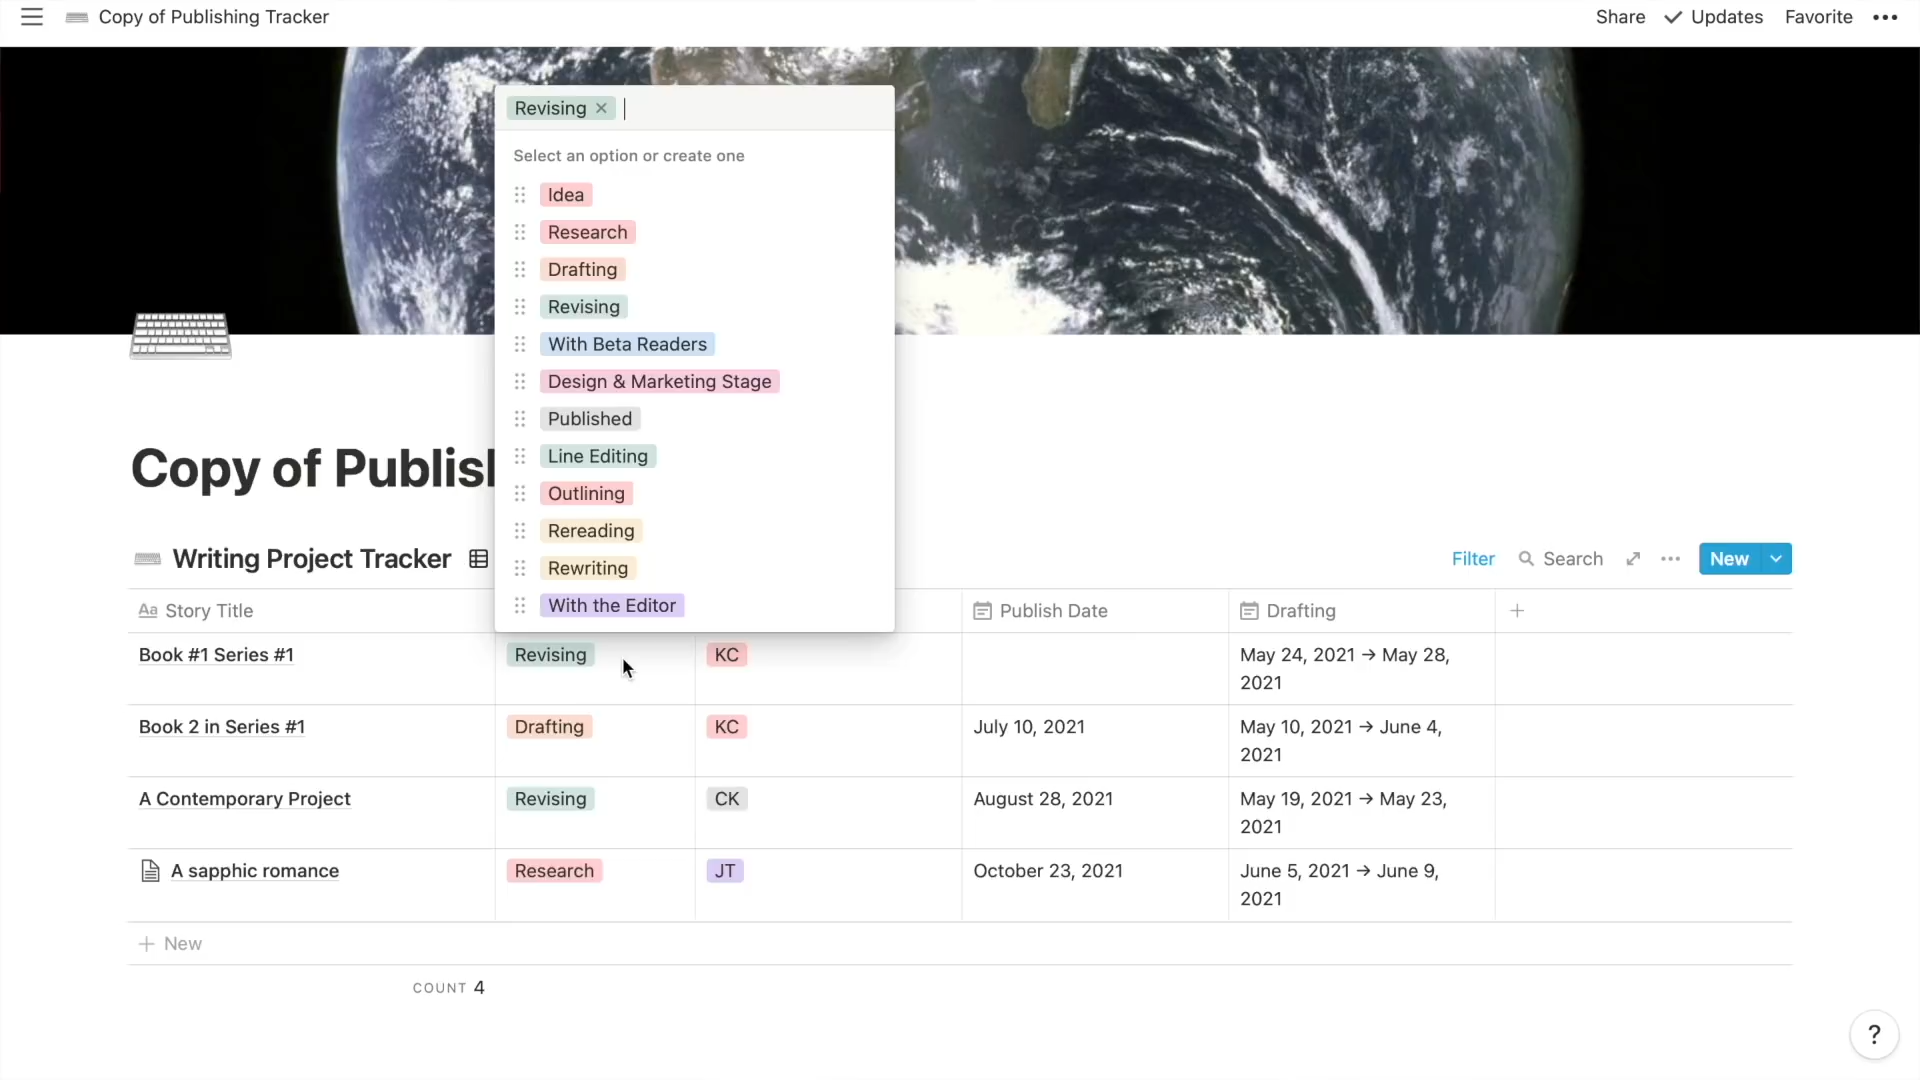 Copy of Publishing Tracker
Share
Updates
Favorite
Revising
Select an option or create one
Idea
Research
Drafting
Revising
With Beta Readers
Design & Marketing Stage
Published
Line Editing
Outlining
Rereading
Rewriting
With the Editor
Copy of Publish
Writing Project Tracker
Filter
Search
New
Aa Story Title
Publish Date
Drafting
Book #1 Series #1
Revising
KC
May 24, 2021 → May 28,
2021
Book 2 in Series #1
Drafting
KC
July 10, 2021
May 10, 2021 → June 4,
2021
A Contemporary Project
Revising
CK
August 28, 2021
May 19, 2021 → May 23,
2021
A sapphic romance
Research
JT
October 23, 2021
June 5, 2021 → June 9,
2021
+ New
COUNT 4
?